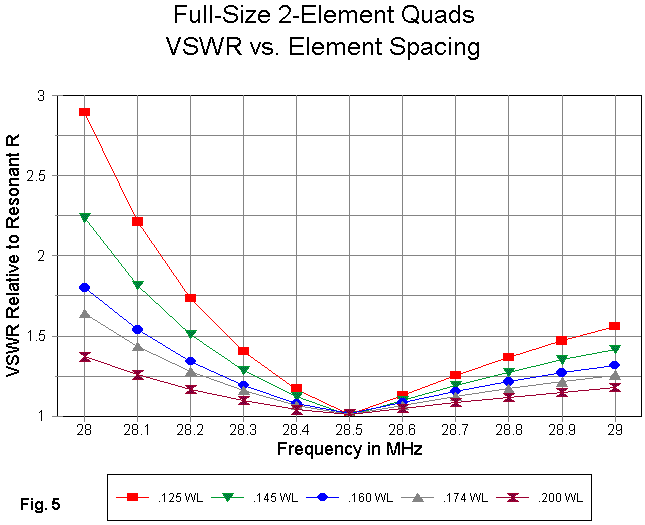 Full-Size 2-Element Quads
VSWR vs. Element Spacing
VSWR Relative to Resonant R
3
2.5
2
1.5
1
28 28.1 28.2 28.3 28.4 28.5 28.6 28.7 28.8 28.9 29
Frequency in MHz
Fig. 5
.125 WL .145 WL .160 WL .174 WL .200 WL